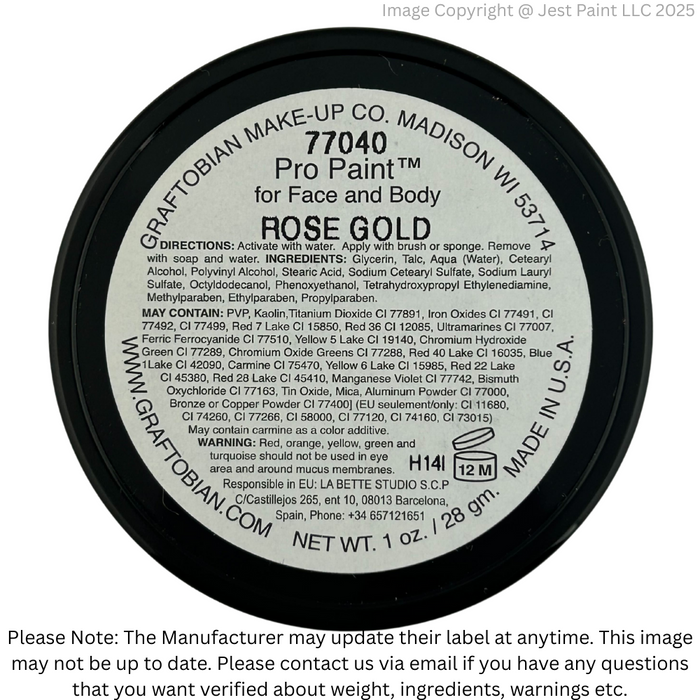 Image Copyright @ Jest Paint LLC 2025
GRAFTOBIAN MAKE-UP CO. MADISON WI 53714
77040
Pro Paint™
for Face and Body
ROSE GOLD
DIRECTIONS: Activate with water. Apply with brush or sponge. Remove
with soap and water. INGREDIENTS: Glycerin, Talc, Aqua (Water), Cetearyl
Alcohol, Polyvinyl Alcohol, Stearic Acid, Sodium Cetearyl Sulfate, Sodium Lauryl
Sulfate, Octyldodecanol, Phenoxyethanol, Tetrahydroxypropyl Ethylenediamine,
Methylparaben, Ethylparaben, Propylparaben.
MAY CONTAIN: PVP, Kaolin,Titanium Dioxide CI 77891, Iron Oxides CI 77491, CI
77492, CI 77499, Red 7 Lake CI 15850, Red 36 CI 12085, Ultramarines CI 77007,
Ferric Ferrocyanide CI 77510, Yellow 5 Lake CI 19140, Chromium Hydroxide
Green CI 77289, Chromium Oxide Greens CI 77288, Red 40 Lake CI 16035, Blue
1Lake CI 42090, Carmine CI 75470, Yellow 6 Lake CI 15985, Red 22 Lake
CI 45380, Red 28 Lake CI 45410, Manganese Violet CI 77742, Bismuth
Oxychloride CI 77163, Tin Oxide, Mica, Aluminum Powder CI 77000,
Bronze or Copper Powder CI 77400] (EU seulement/only: CI 11680,
CI 74260, CI 77266, CI 58000, CI 77120, CI 74160, CI 73015)
May contain carmine as a color additive.
WARNING: Red, orange, yellow, green and
turquoise should not be used in eye
area and around mucus membranes.
H14I
12 M
Responsible in EU: LA BETTE STUDIO S.C.P
C/Castillejos 265, ent 10, 08013 Barcelona,
Spain, Phone: +34 657121651
WWW.GRAFTOBIAN.COM
NET WT. 1 oz. / 28 gm.
MADE IN U.S.A.
Please Note: The Manufacturer may update their label at anytime. This image
may not be up to date. Please contact us via email if you have any questions
that you want verified about weight, ingredients, warnings etc.